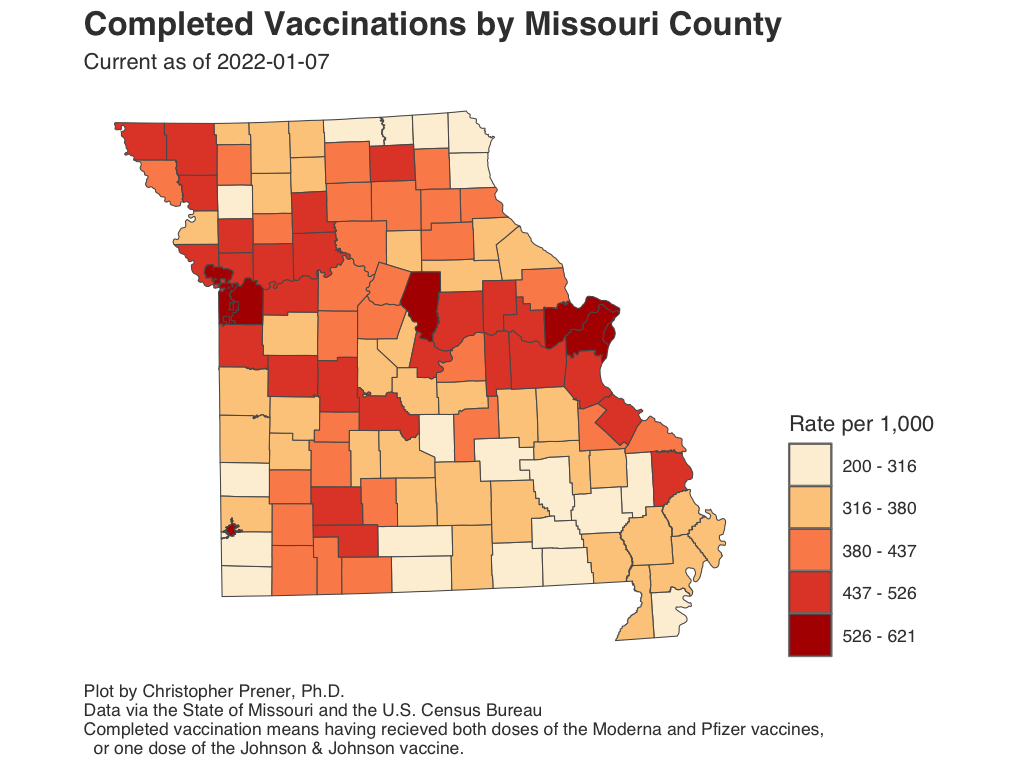 Completed Vaccinations by Missouri County
Current as of 2022-01-07
Rate per 1,000
200 - 316
316 - 380
380 - 437
437 - 526
526 - 621
Plot by Christopher Prener, Ph.D.
Data via the State of Missouri and the U.S. Census Bureau
Completed vaccination means having recieved both doses of the Moderna and Pfizer vaccines,
or one dose of the Johnson & Johnson vaccine.